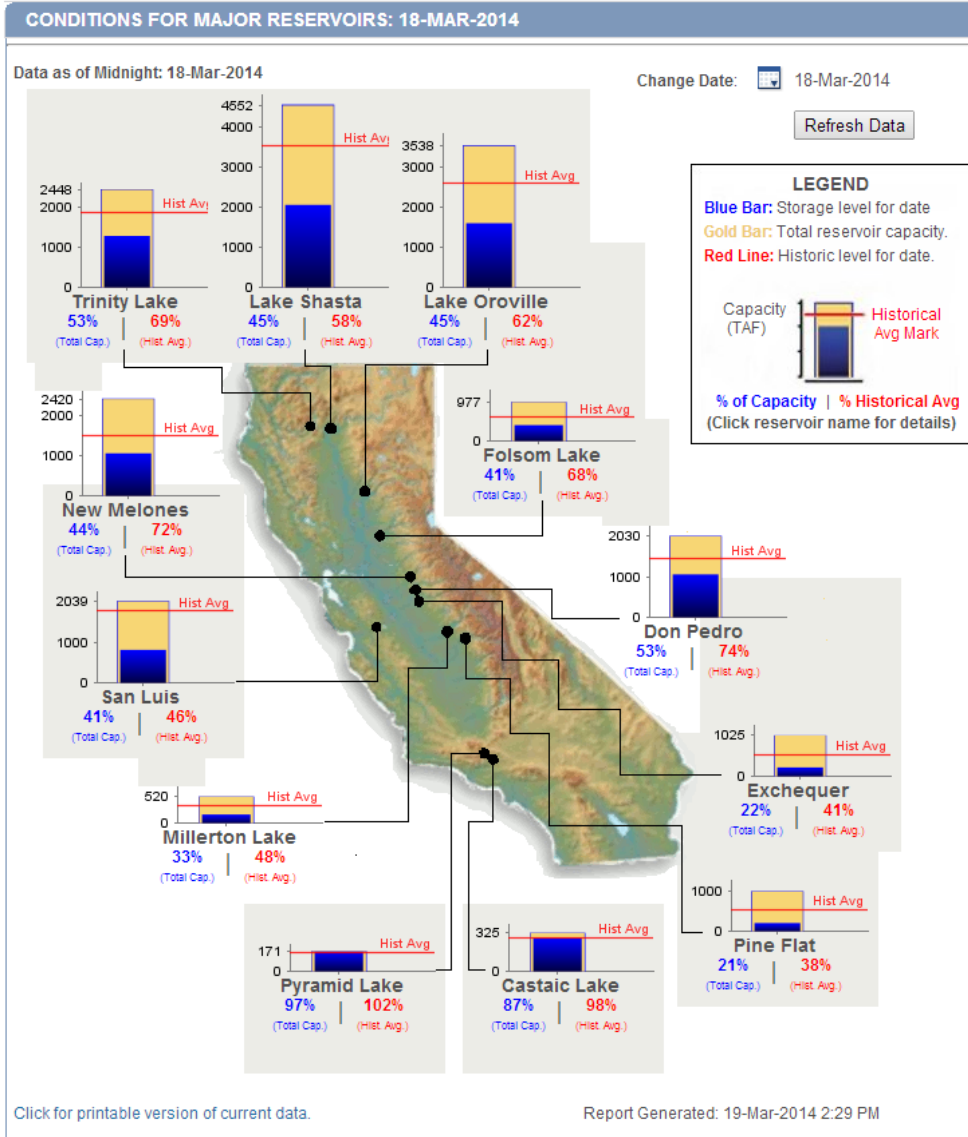 CONDITIONS FOR MAJOR RESERVOIRS: 18-MAR-2014
Data as of Midnight: 18-Mar-2014
Change Date: 18-Mar-2014
Refresh Data
LEGEND
Blue Bar: Storage level for date
Gold Bar: Total reservoir capacity.
Red Line: Historic level for date.
Capacity
(TAF)
Historical
Avg Mark
% of Capacity | % Historical Avg
(Click reservoir name for details)
2448
2000
1000
0
Hist Avg
Trinity Lake
53% | 69%
(Total Cap.) (Hist. Avg.)
4552
4000
3000
2000
1000
0
Hist Avg
Lake Shasta
45% | 58%
(Total Cap.) (Hist. Avg.)
3538
3000
2000
1000
0
Hist Avg
Lake Oroville
45% | 62%
(Total Cap.) (Hist. Avg.)
977
0
Hist Avg
Folsom Lake
41% | 68%
(Total Cap.) (Hist. Avg.)
2420
2000
1000
0
Hist Avg
New Melones
44% | 72%
(Total Cap.) (Hist. Avg.)
2030
1000
0
Hist Avg
Don Pedro
53% | 74%
(Total Cap.) (Hist. Avg.)
2039
1000
0
Hist Avg
San Luis
41% | 46%
(Total Cap.) (Hist. Avg.)
1025
0
Hist Avg
Exchequer
22% | 41%
(Total Cap.) (Hist. Avg.)
520
0
Hist Avg
Millerton Lake
33% | 48%
(Total Cap.) (Hist. Avg.)
1000
0
Hist Avg
Pine Flat
21% | 38%
(Total Cap.) (Hist. Avg.)
171
0
Hist Avg
Pyramid Lake
97% | 102%
(Total Cap.) (Hist. Avg.)
325
0
Hist Avg
Castaic Lake
87% | 98%
(Total Cap.) (Hist. Avg.)
Click for printable version of current data.
Report Generated: 19-Mar-2014 2:29 PM